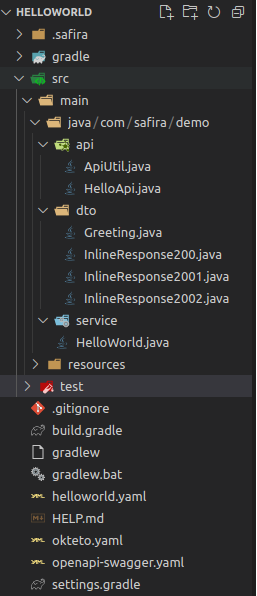 HELLOWORLD
.safira
gradle
src
main
java/com/safira/demo
api
ApiUtil.java
HelloApi.java
dto
Greeting.java
InlineResponse200.java
InlineResponse2001.java
InlineResponse2002.java
service
HelloWorld.java
resources
test
.gitignore
build.gradle
gradlew
gradlew.bat
helloworld.yaml
HELP.md
okteto.yaml
openapi-swagger.yaml
settings.gradle